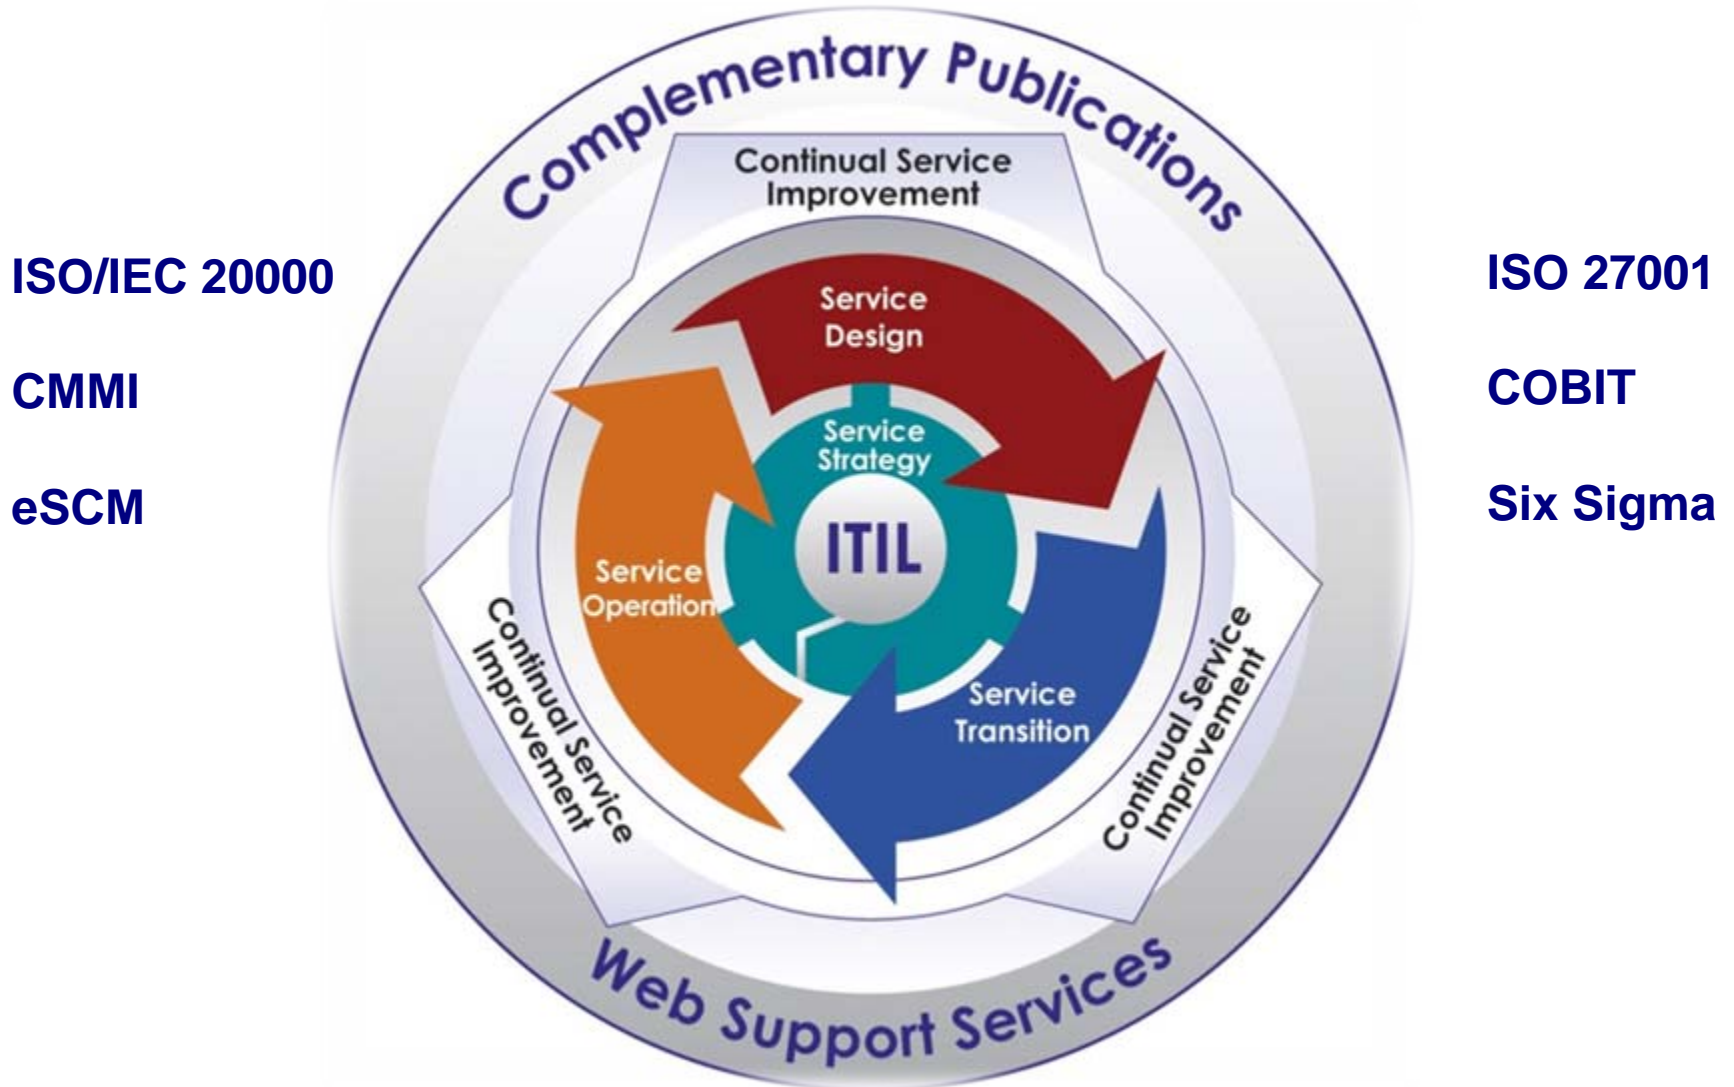 Complementary Publications
Continual Service
Improvement
ISO/IEC 20000
CMMI
eSCM
ISO 27001
COBIT
Six Sigma
Service
Design
Service
Strategy
ITIL
Service
Operation
Service
Transition
Continual Service
Improvement
Continual Service
Improvement
Web Support Services